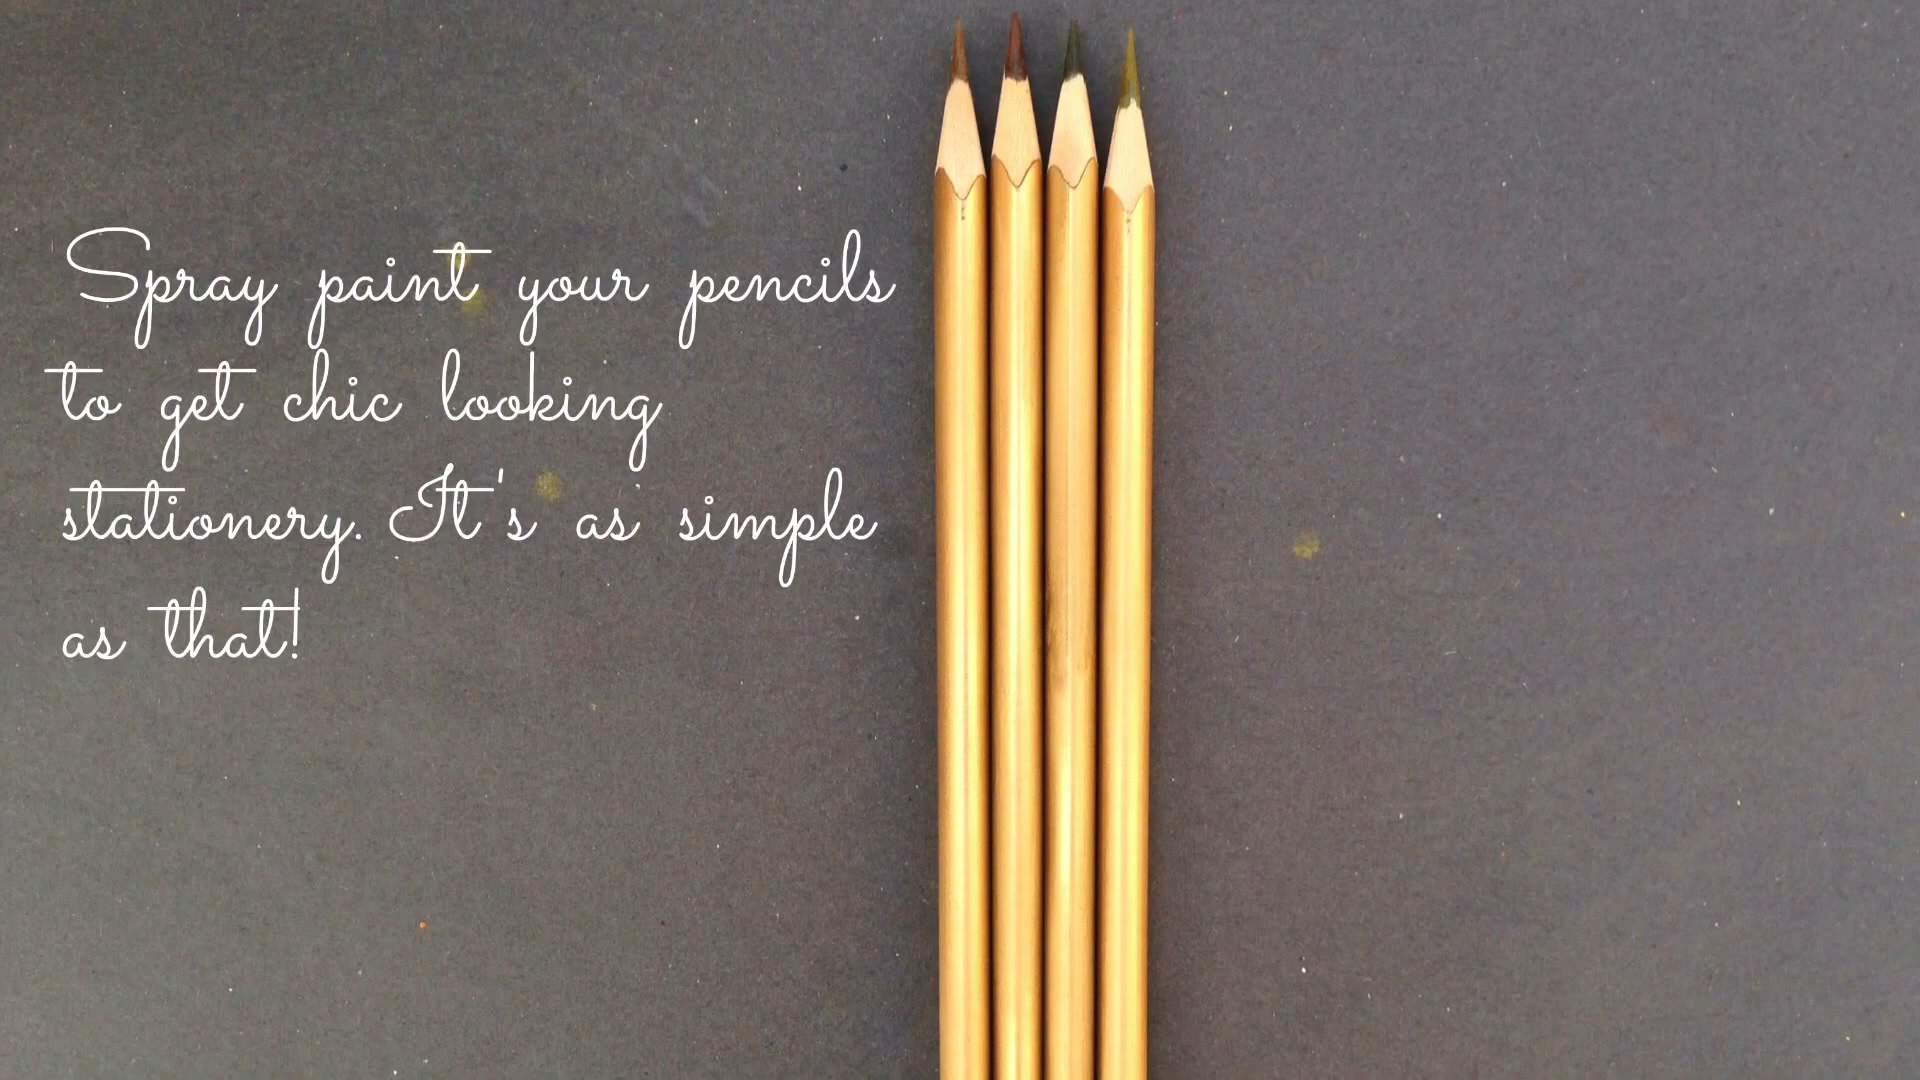 Spray paint your pencils
to get chic looking
stationery. It's as simple
as that!